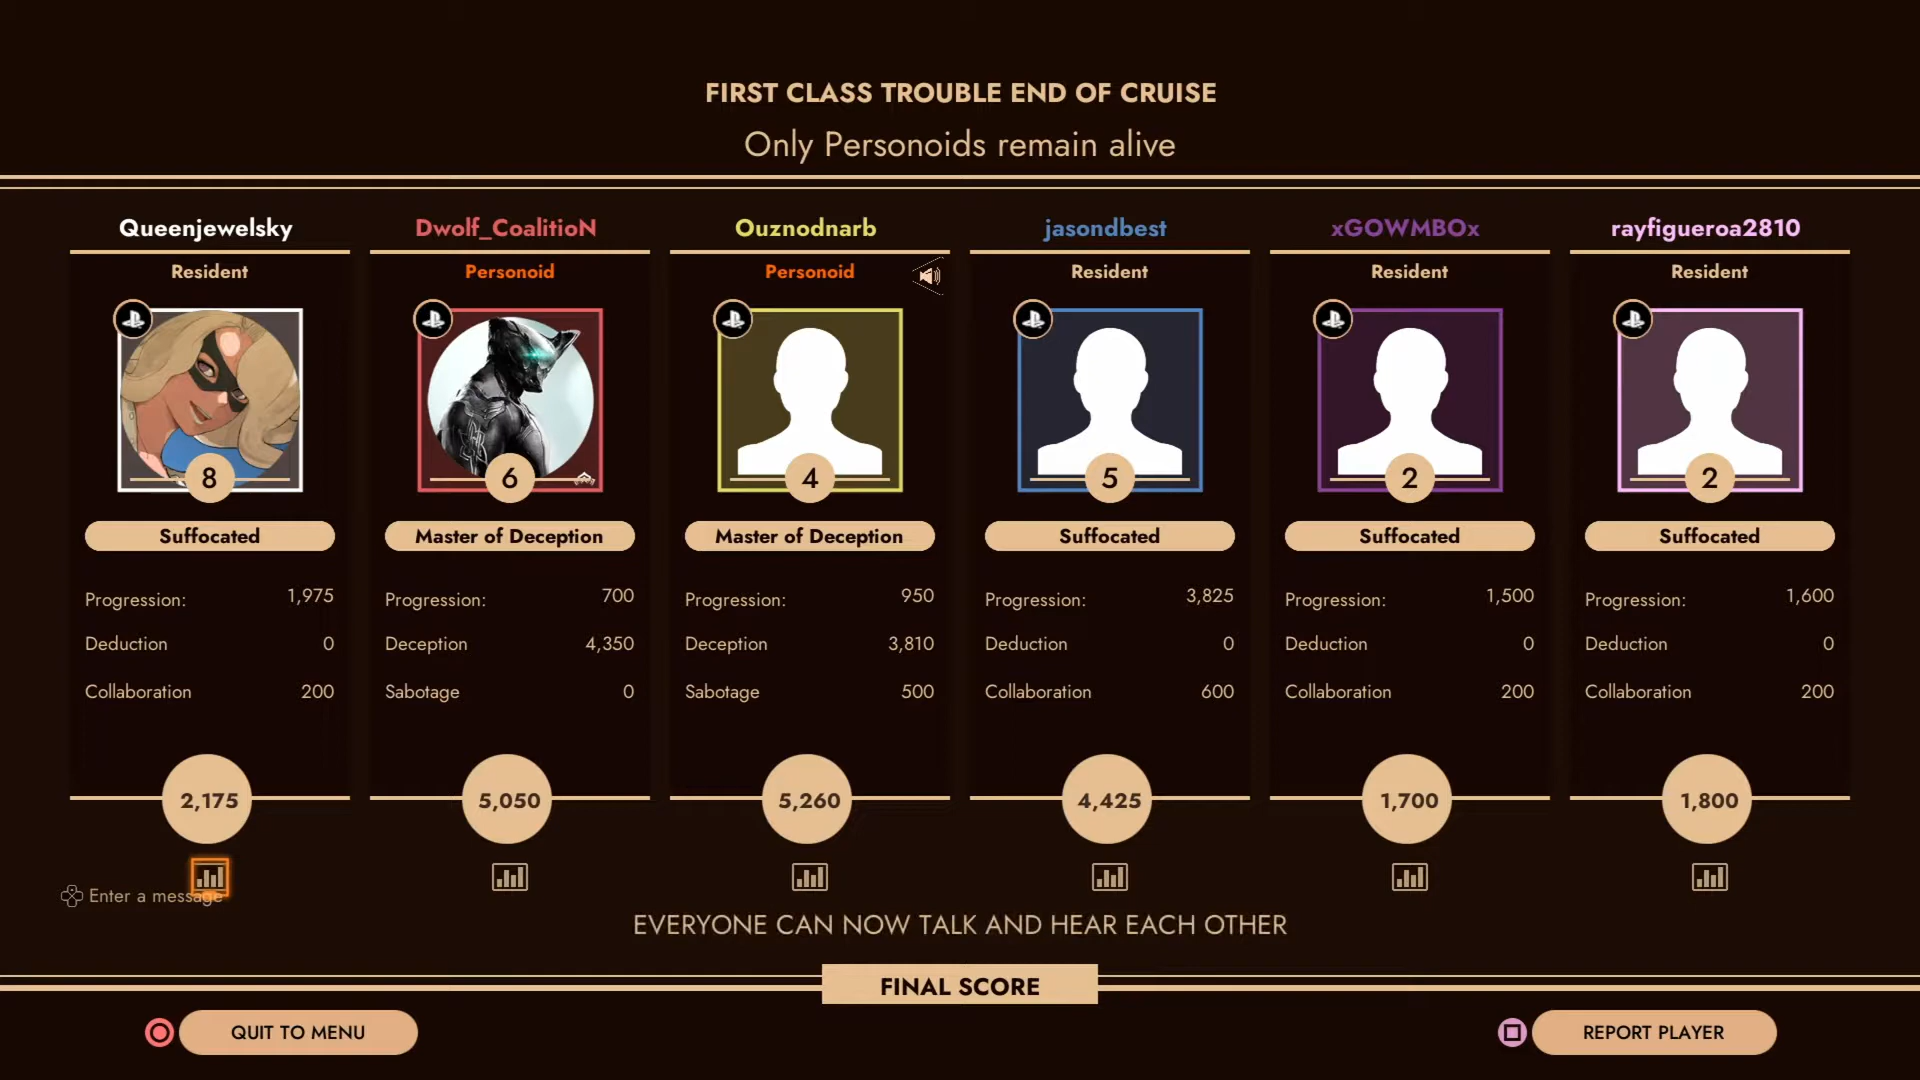 FIRST CLASS TROUBLE END OF CRUISE
Only Personoids remain alive
Queenjewelsky
Resident
8
Suffocated
Progression: 1,975
Deduction 0
Collaboration 200
2,175
Dwolf_CoalitioN
Personoid
6
Master of Deception
Progression: 700
Deception 4,350
Sabotage 0
5,050
Ouznodnarb
Personoid
4
Master of Deception
Progression: 950
Deception 3,810
Sabotage 500
5,260
jasondbest
Resident
5
Suffocated
Progression: 3,825
Deduction 0
Collaboration 600
4,425
xGOWMBOx
Resident
2
Suffocated
Progression: 1,500
Deduction 0
Collaboration 200
1,700
rayfigueroa2810
Resident
2
Suffocated
Progression: 1,600
Deduction 0
Collaboration 200
1,800
Enter a message
EVERYONE CAN NOW TALK AND HEAR EACH OTHER
FINAL SCORE
QUIT TO MENU
REPORT PLAYER